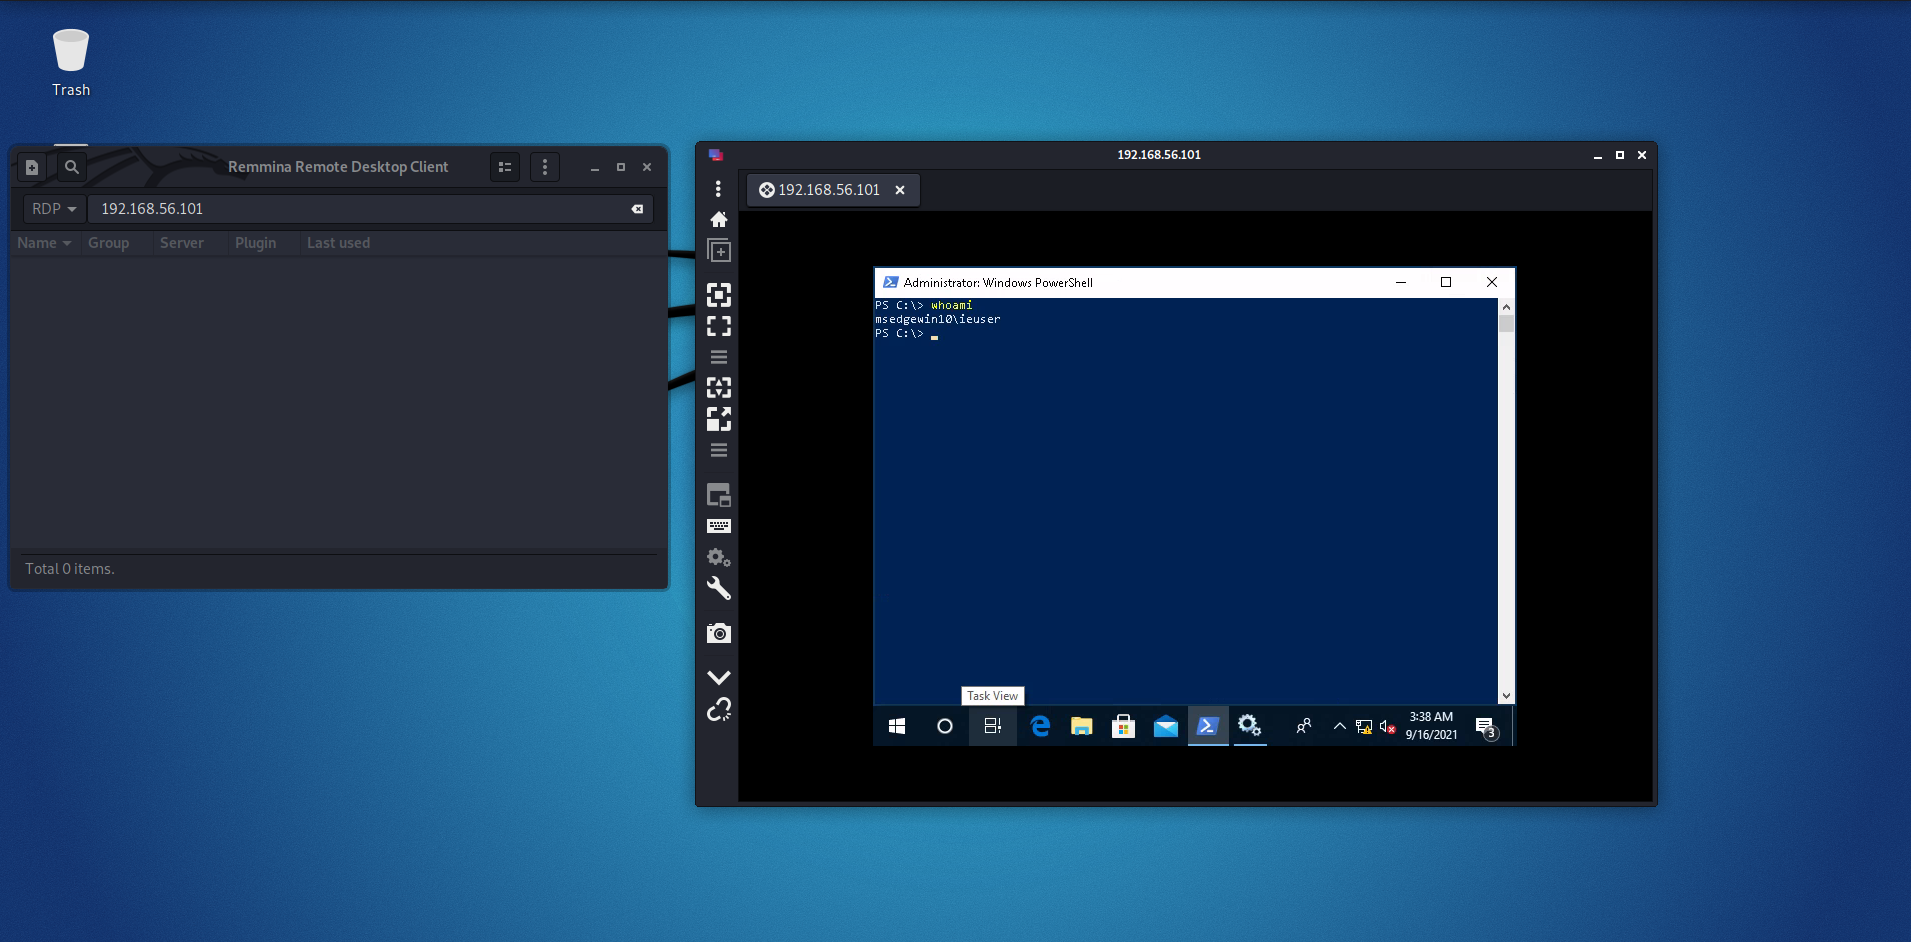 Trash
Remmina Remote Desktop Client
RDP 192.168.56.101
Name Group Server Plugin Last used
Total 0 items.
192.168.56.101
192.168.56.101
Administrator: Windows PowerShell
PS C:\> whoami
msedgewin10\ieuser
PS C:\>
Task View
3:38 AM
9/16/2021
3